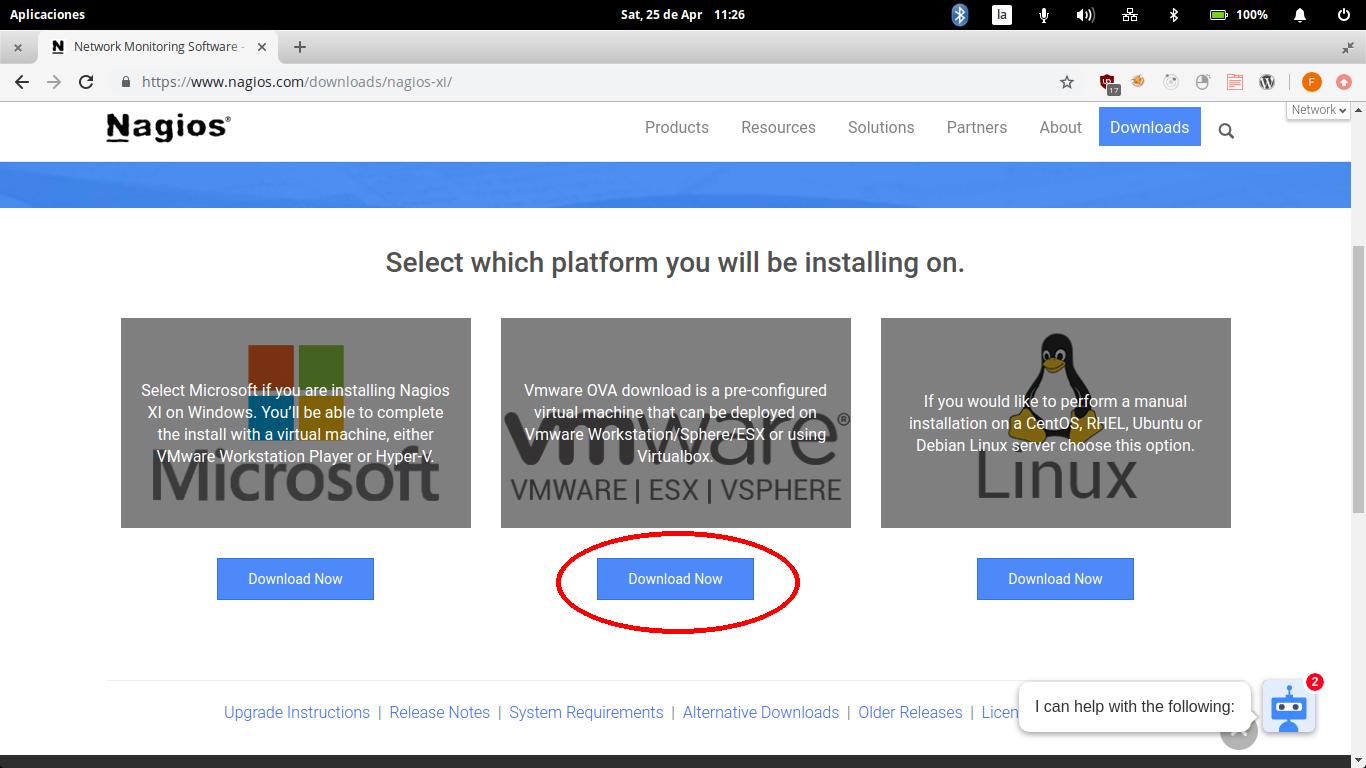 Aplicaciones
Sat, 25 de Apr 11:26
la
100%
Network Monitoring Software -
https://www.nagios.com/downloads/nagios-xi/
17
F
Nagios®
Products
Resources
Solutions
Partners
About
Downloads
Network
Select which platform you will be installing on.
Select Microsoft if you are installing Nagios
XI on Windows. You’ll be able to complete
the install with a virtual machine, either
VMware Workstation Player or Hyper-V.
Microsoft
Vmware OVA download is a pre-configured
virtual machine that can be deployed on
Vmware Workstation/Sphere/ESX or using
Virtualbox.
vmware®
VMWARE | ESX | VSPHERE
If you would like to perform a manual
installation on a CentOS, RHEL, Ubuntu or
Debian Linux server choose this option.
Linux
Download Now
Download Now
Download Now
Upgrade Instructions | Release Notes | System Requirements | Alternative Downloads | Older Releases | Licen
I can help with the following:
2